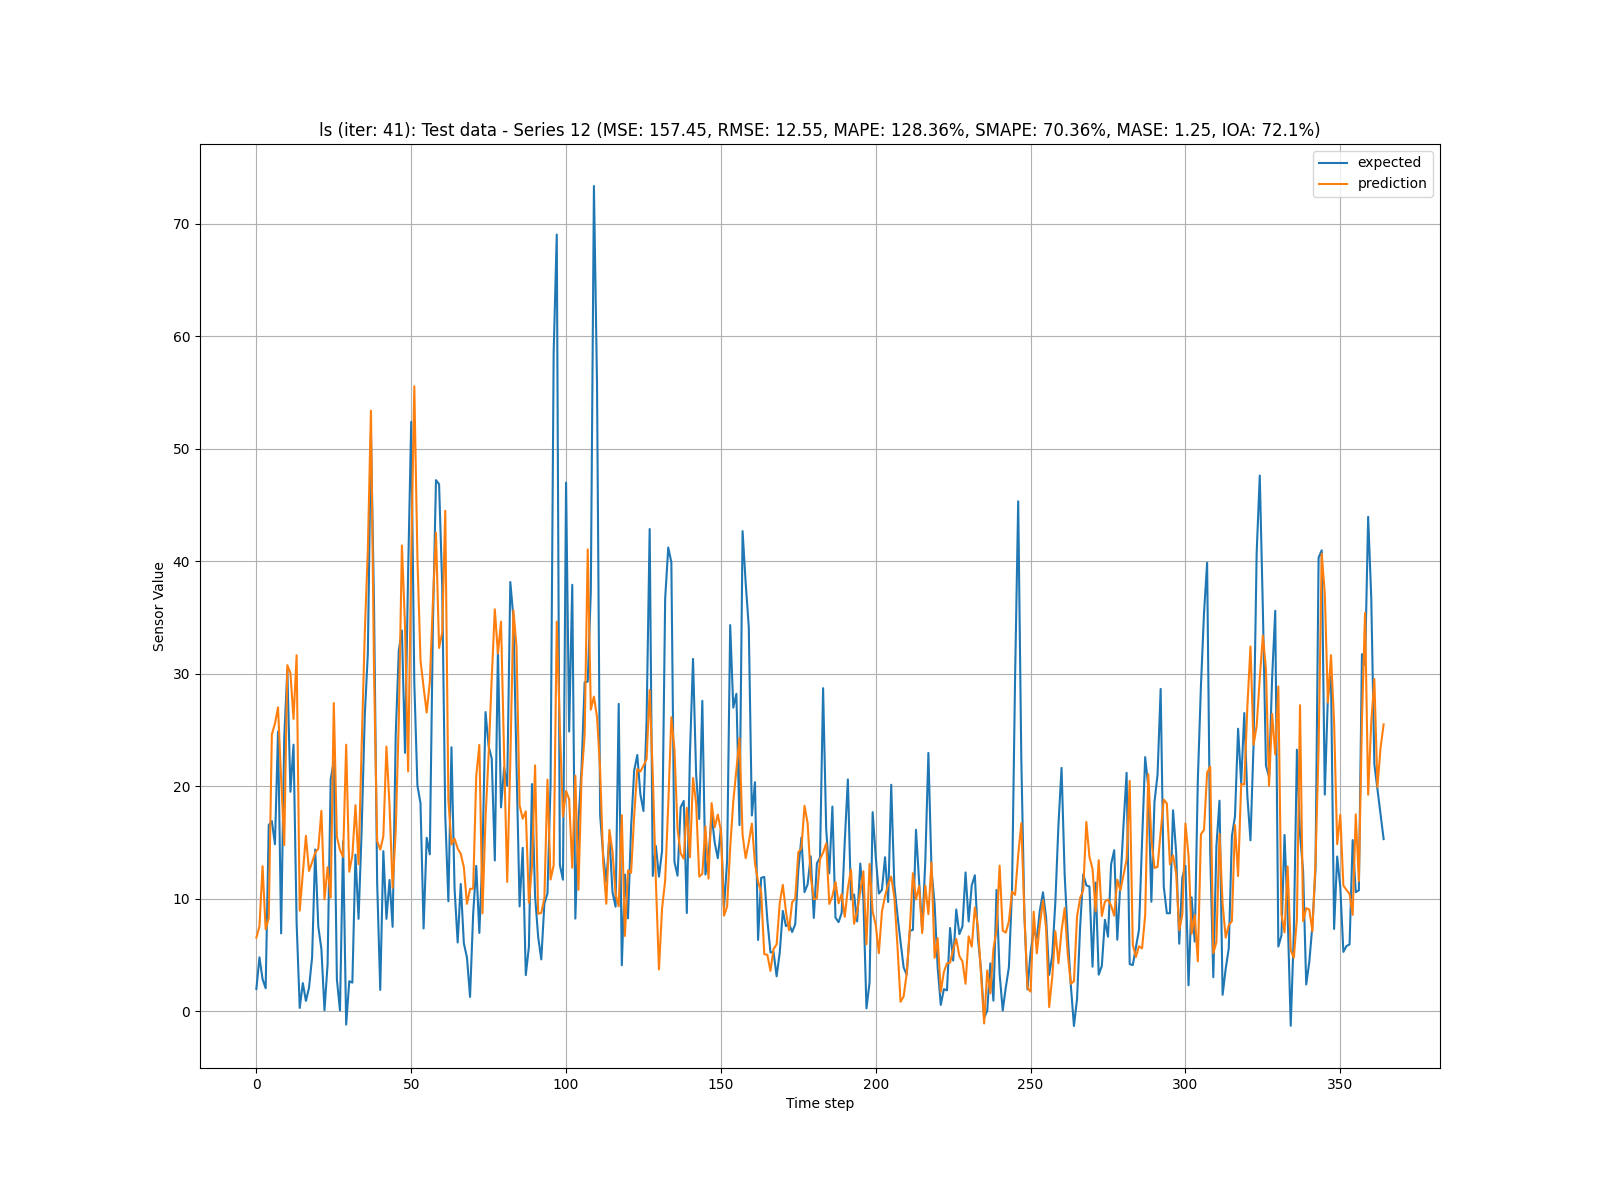 ls (iter: 41): Test data - Series 12 (MSE: 157.45, RMSE: 12.55, MAPE: 128.36%, SMAPE: 70.36%, MASE: 1.25, IOA: 72.1%)
expected
prediction
70
60
50
40
30
20
10
0
Sensor Value
0 50 100 150 200 250 300 350
Time step